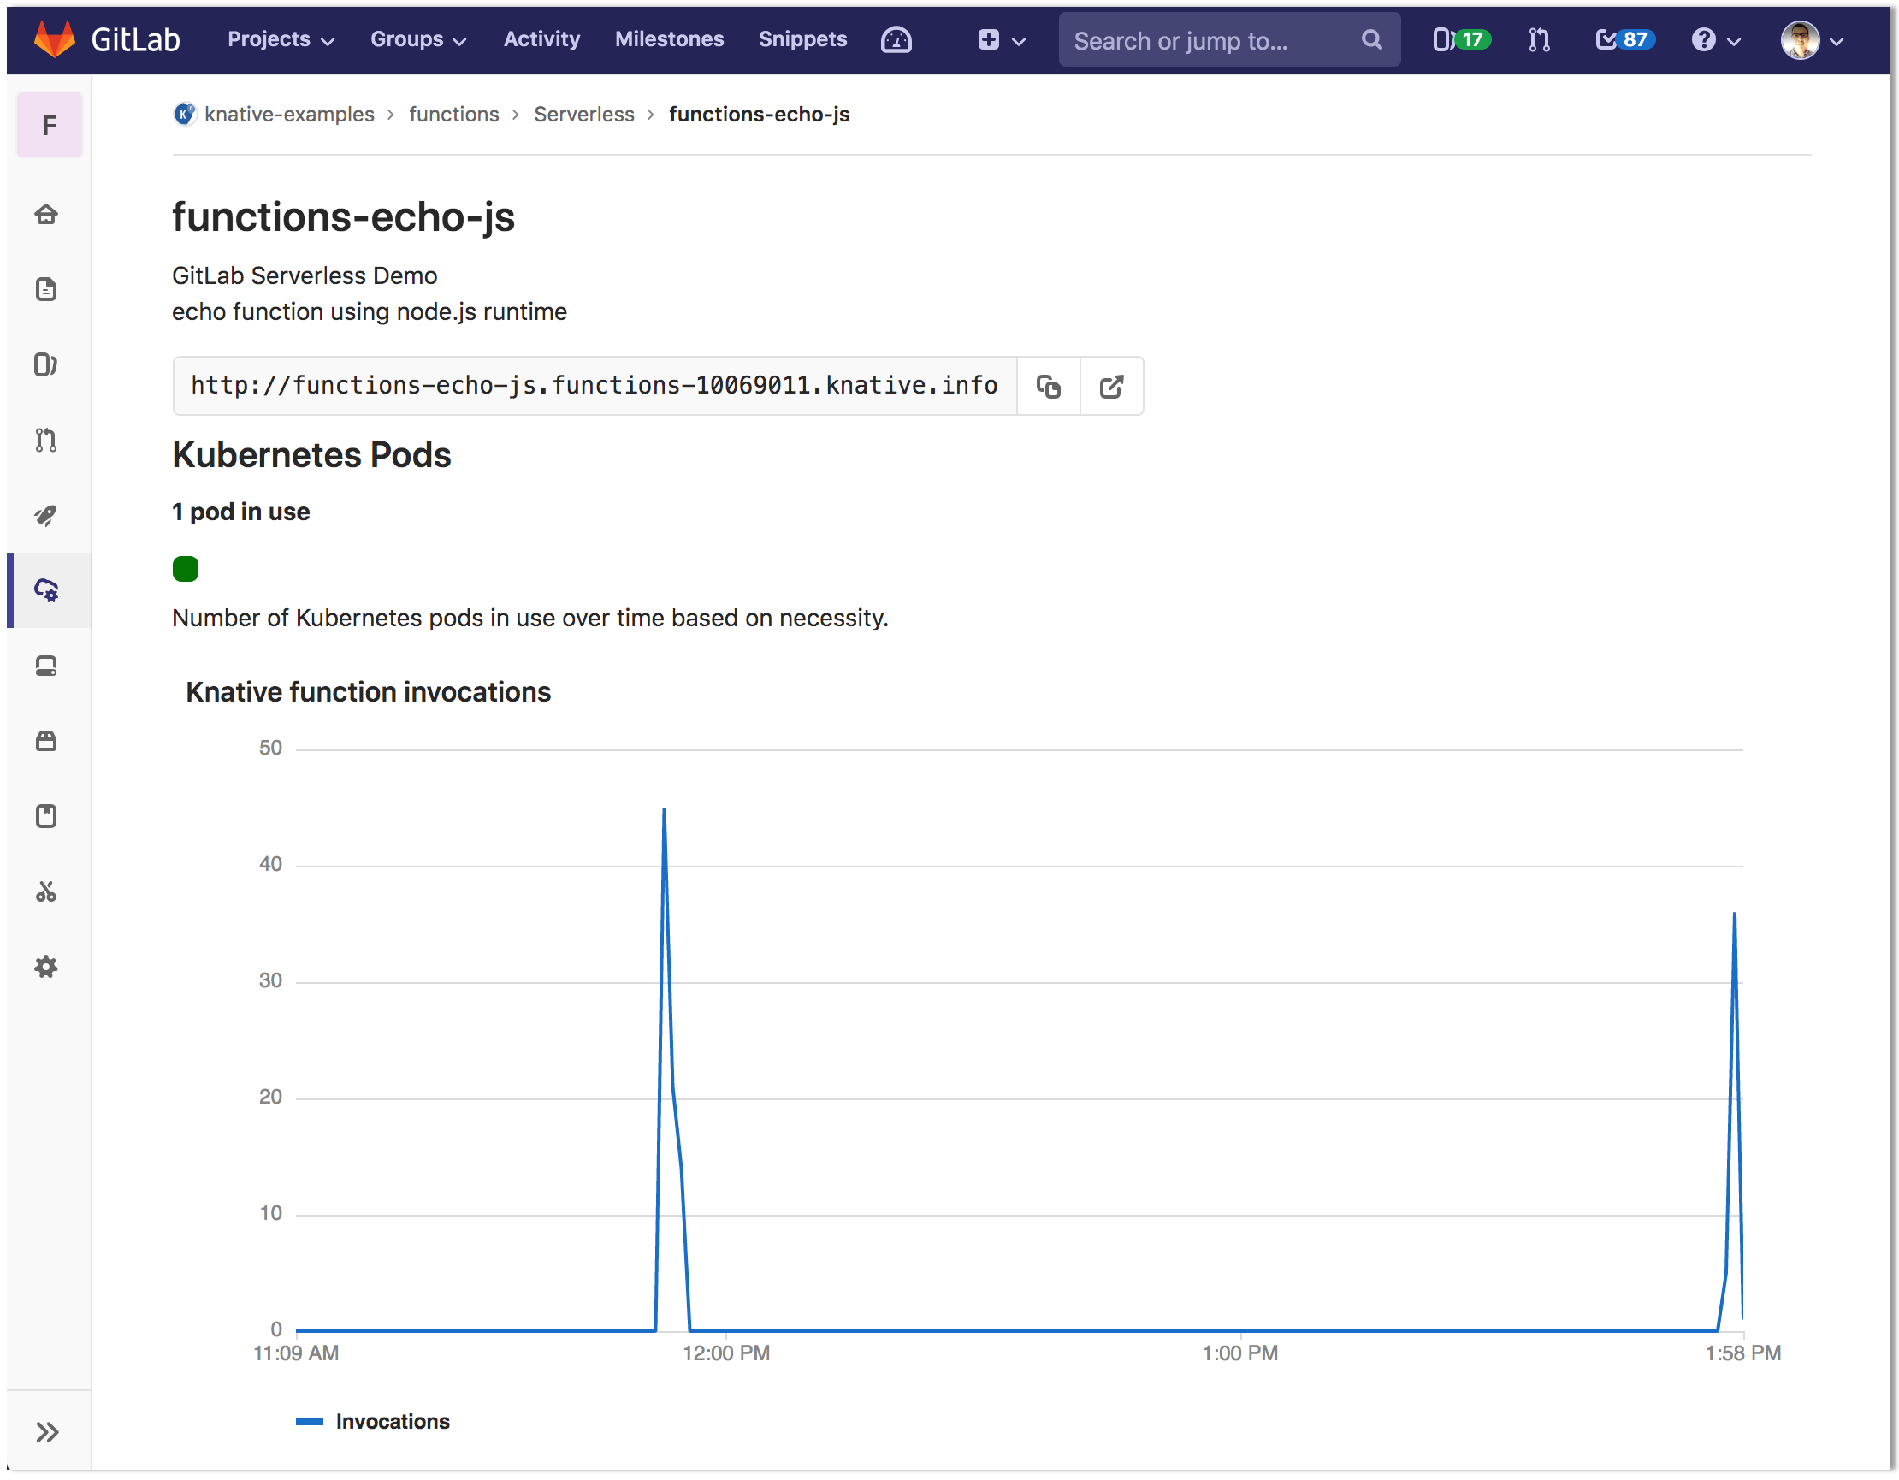 GitLab Projects Groups Activity Milestones Snippets Search or jump to... 17 87
F
knative-examples › functions › Serverless › functions-echo-js
functions-echo-js
GitLab Serverless Demo
echo function using node.js runtime
http://functions-echo-js.functions-10069011.knative.info
Kubernetes Pods
1 pod in use
Number of Kubernetes pods in use over time based on necessity.
Knative function invocations
50
40
30
20
10
0
11:09 AM 12:00 PM 1:00 PM 1:58 PM
Invocations